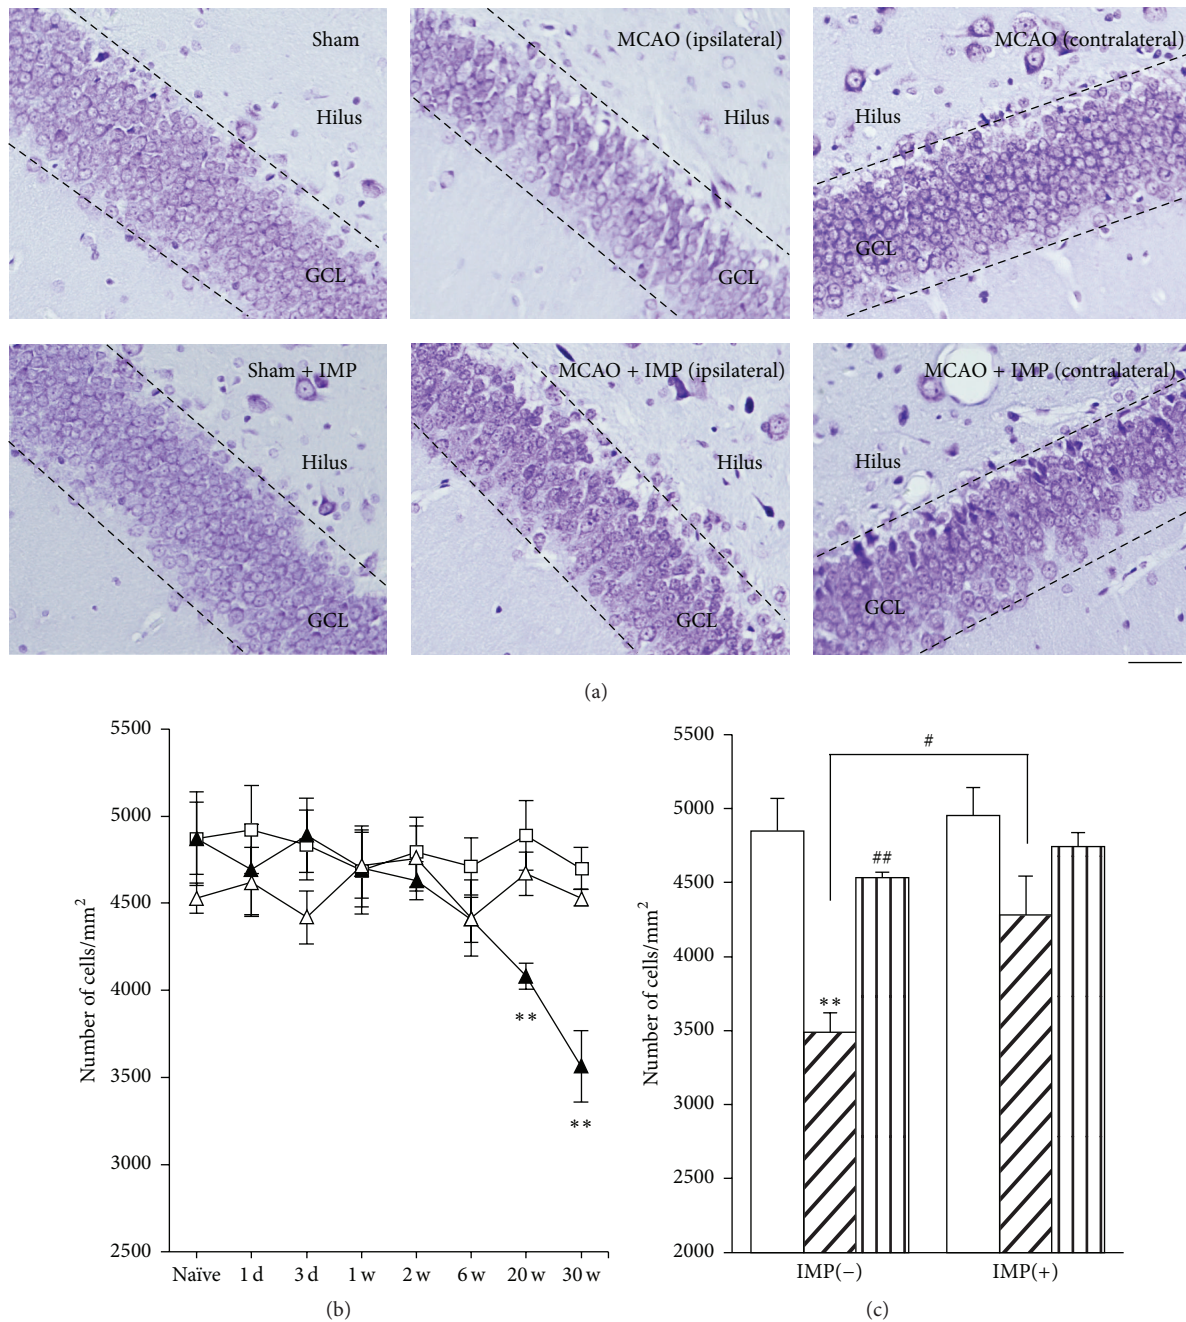 Sham
Hilus
GCL
MCAO (ipsilateral)
Hilus
GCL
MCAO (contralateral)
Hilus
GCL
Sham + IMP
Hilus
GCL
MCAO + IMP (ipsilateral)
Hilus
GCL
MCAO + IMP (contralateral)
Hilus
GCL
(a)
5500
5000
4500
4000
3500
3000
2500
Number of cells/mm²
**
**
Naïve 1 d 3 d 1 w 2 w 6 w 20 w 30 w
(b)
5500
5000
4500
4000
3500
3000
2500
2000
Number of cells/mm²
#
##
**
IMP(−) IMP(+)
(c)